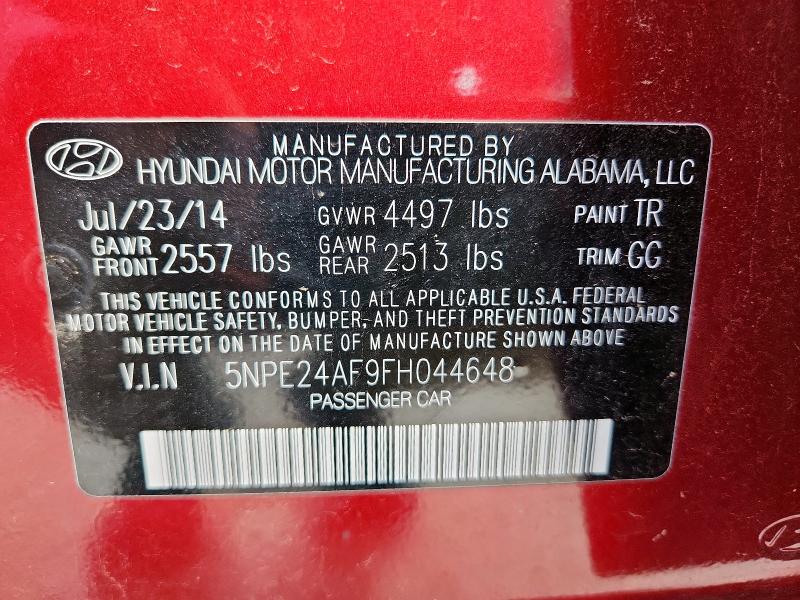 MANUFACTURED BY
HYUNDAI MOTOR MANUFACTURING ALABAMA, LLC
Jul/23/14 GVWR 4497 lbs PAINT TR
GAWR FRONT 2557 lbs GAWR REAR 2513 lbs TRIM GG
THIS VEHICLE CONFORMS TO ALL APPLICABLE U.S.A. FEDERAL
MOTOR VEHICLE SAFETY, BUMPER, AND THEFT PREVENTION STANDARDS
IN EFFECT ON THE DATE OF MANUFACTURE SHOWN ABOVE.
V.I.N 5NPE24AF9FH044648
PASSENGER CAR